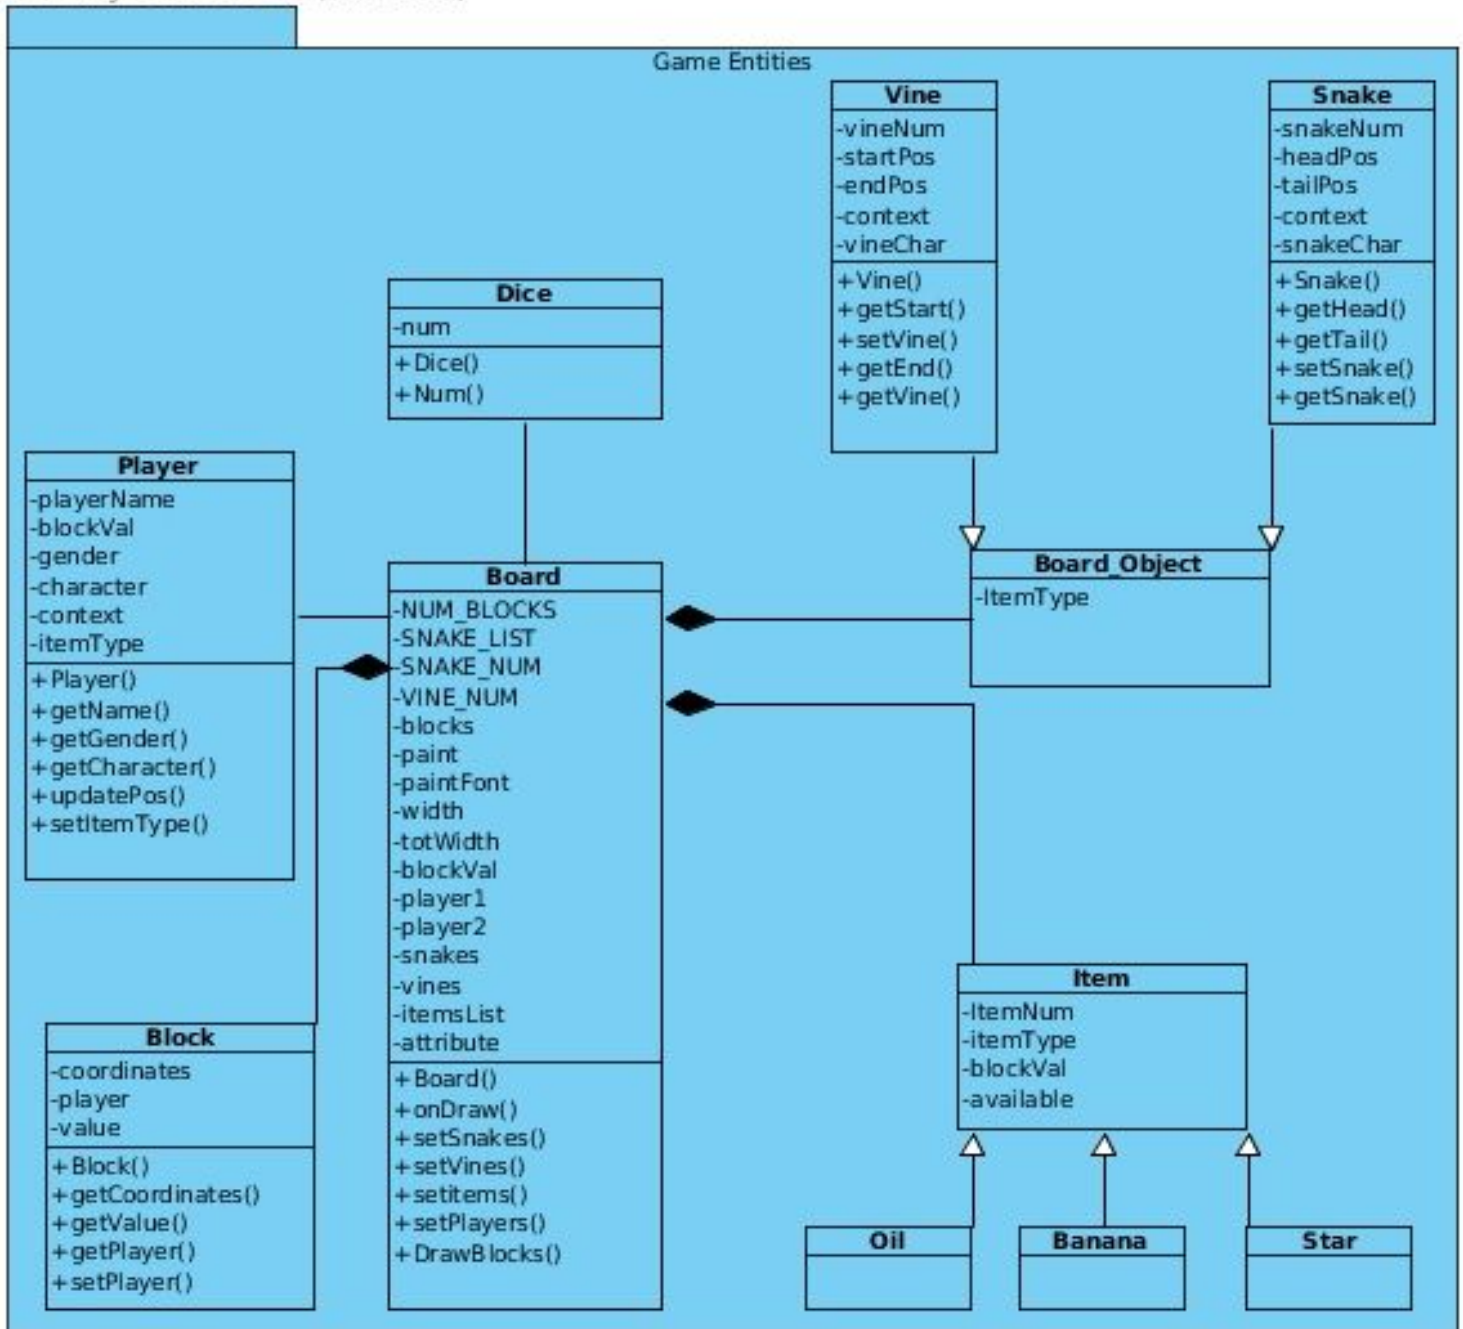 Game Entities
Vine
-vineNum
-startPos
-endPos
-context
-vineChar
+Vine()
+getStart()
+setVine()
+getEnd()
+getVine()
Snake
-snakeNum
-headPos
-tailPos
-context
-snakeChar
+Snake()
+getHead()
+getTail()
+setSnake()
+getSnake()
Dice
-num
+Dice()
+Num()
Player
-playerName
-blockVal
-gender
-character
-context
-itemType
+Player()
+getName()
+getGender()
+getCharacter()
+updatePos()
+setItemType()
Board
-NUM_BLOCKS
-SNAKE_LIST
-SNAKE_NUM
-VINE_NUM
-blocks
-paint
-paintFont
-width
-totWidth
-blockVal
-player1
-player2
-snakes
-vines
-itemsList
-attribute
+Board()
+onDraw()
+setSnakes()
+setVines()
+setitems()
+setPlayers()
+DrawBlocks()
Board_Object
-ItemType
Block
-coordinates
-player
-value
+Block()
+getCoordinates()
+getValue()
+getPlayer()
+setPlayer()
Item
-ItemNum
-itemType
-blockVal
-available
Oil
Banana
Star